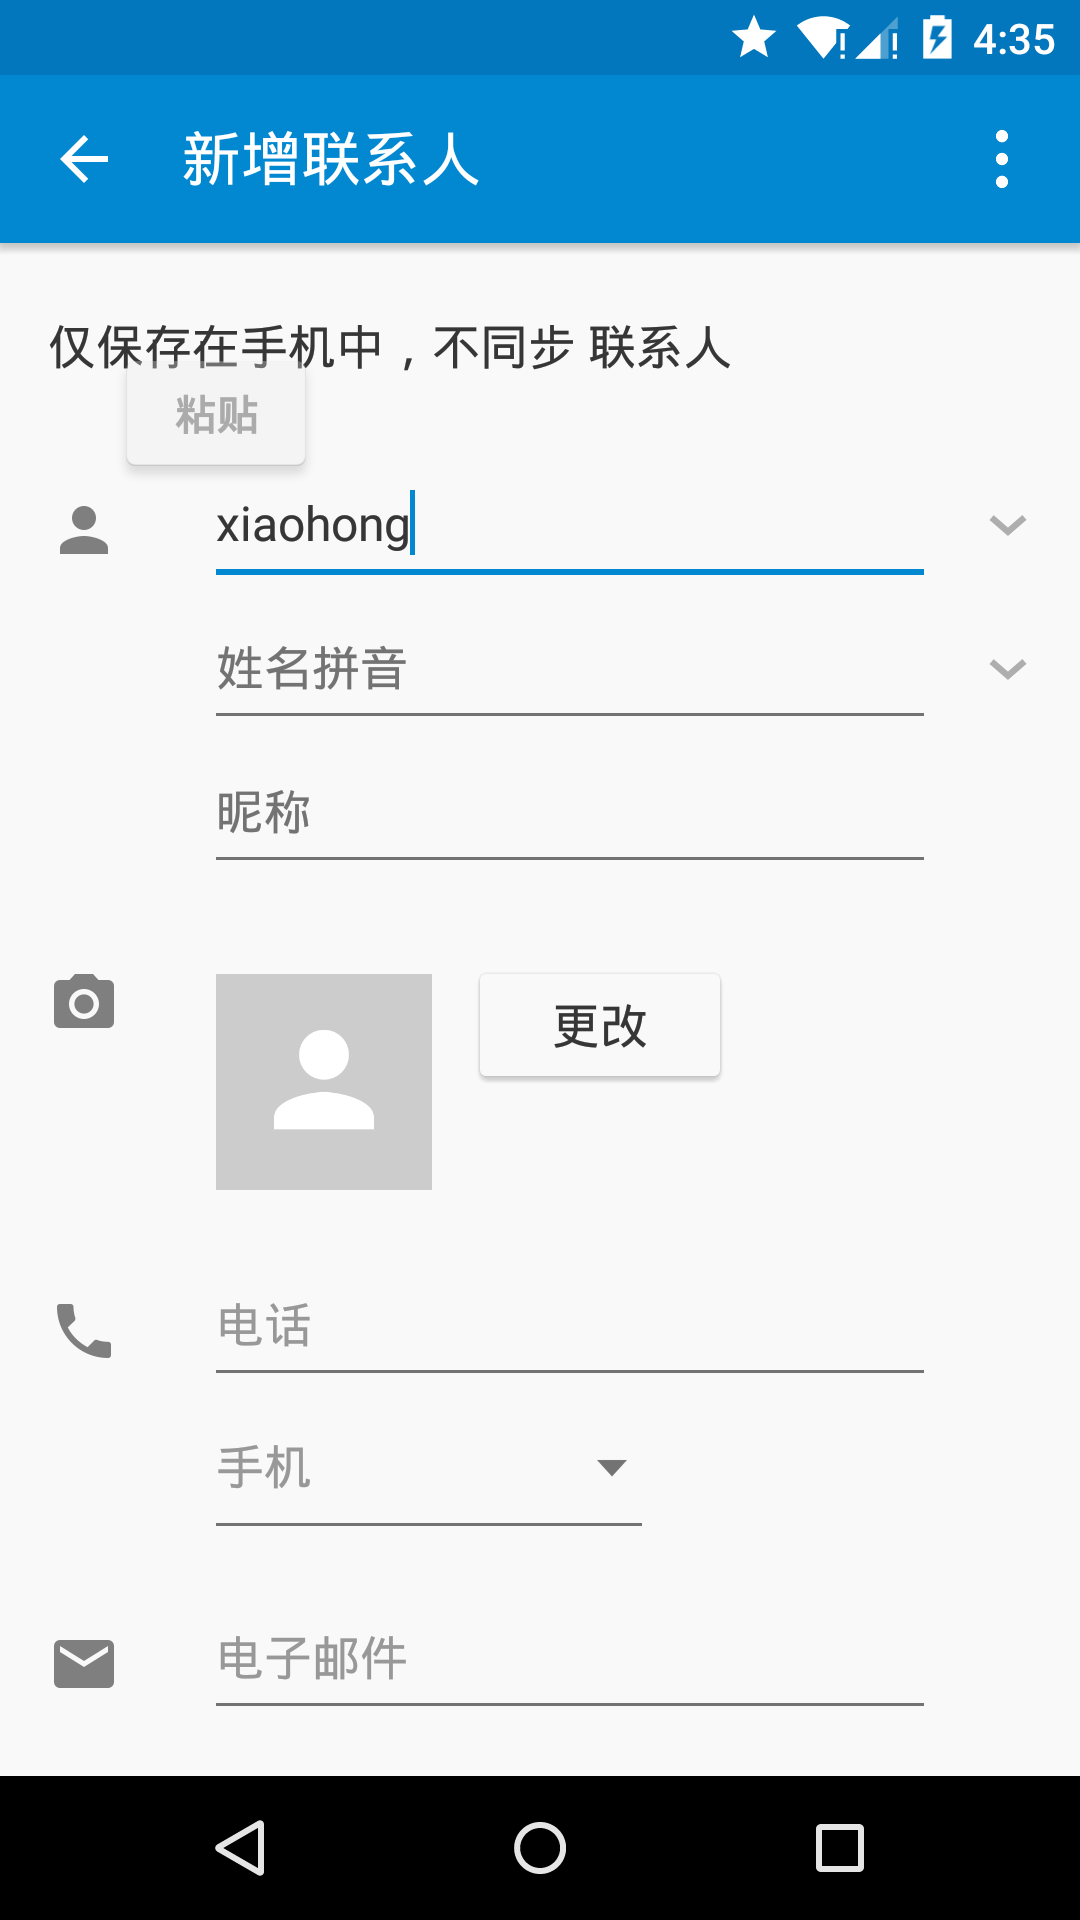 4:35
新增联系人
仅保存在手机中，不同步 联系人
粘贴
xiaohong
姓名拼音
昵称
更改
电话
手机
电子邮件